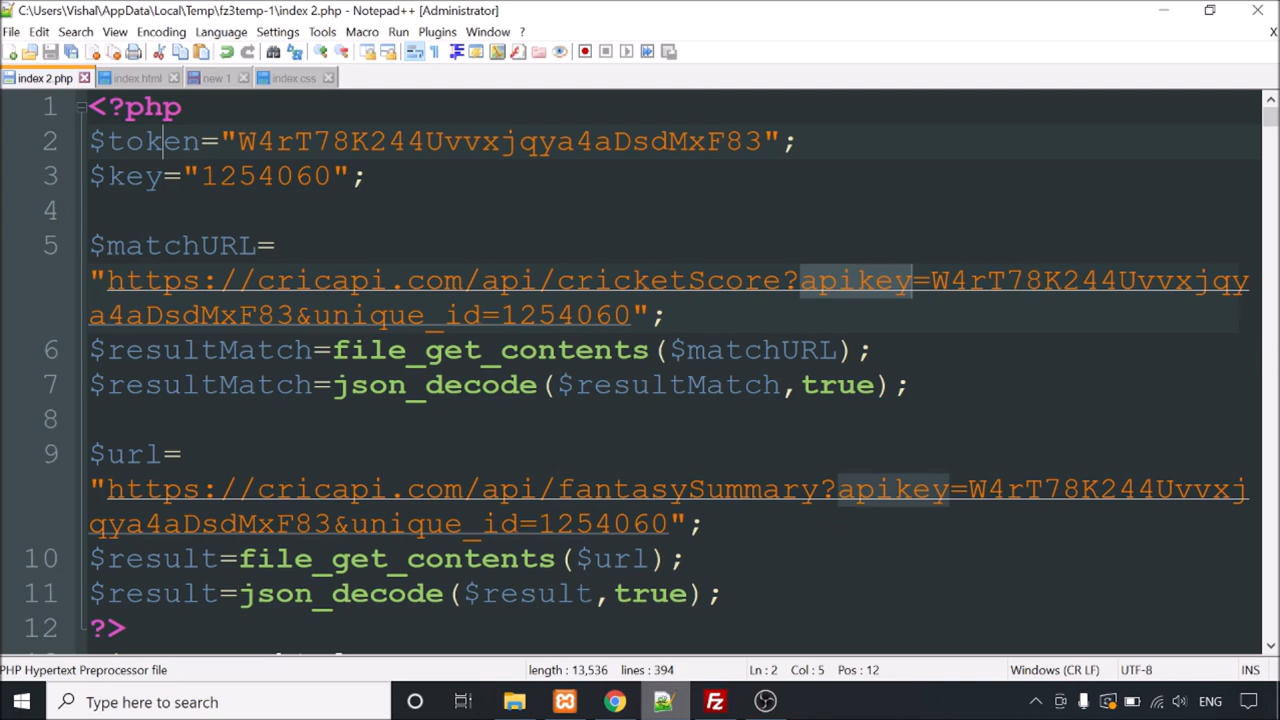 C:\Users\Vishal\AppData\Local\Temp\fz3temp-1\index 2.php - Notepad++ [Administrator]
File Edit Search View Encoding Language Settings Tools Macro Run Plugins Window ? X
index 2.php index.html new 1 index.css
1 <?php
2 $token="W4rT78K244Uvvxjqya4aDsdMxF83";
3 $key="1254060";
4
5 $matchURL=
"https://cricapi.com/api/cricketScore?apikey=W4rT78K244Uvvxjqy
a4aDsdMxF83&unique_id=1254060";
6 $resultMatch=file_get_contents($matchURL);
7 $resultMatch=json_decode($resultMatch,true);
8
9 $url=
"https://cricapi.com/api/fantasySummary?apikey=W4rT78K244Uvvxj
qya4aDsdMxF83&unique_id=1254060";
10 $result=file_get_contents($url);
11 $result=json_decode($result,true);
12 ?>
PHP Hypertext Preprocessor file length : 13,536 lines : 394 Ln : 2 Col : 5 Pos : 12 Windows (CR LF) UTF-8 INS
Type here to search ENG